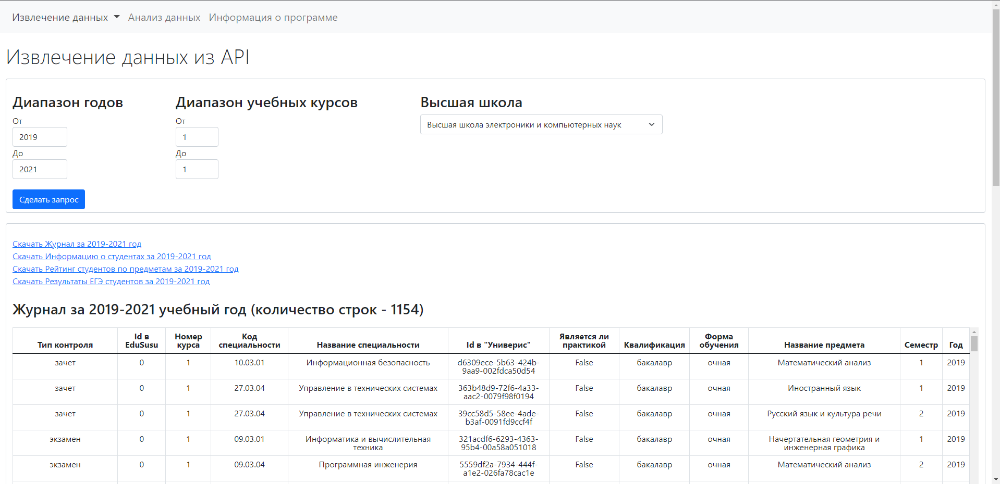 Извлечение данных Анализ данных Информация о программе
Извлечение данных из API
Диапазон годов
От
2019
До
2021
Диапазон учебных курсов
От
1
До
1
Высшая школа
Высшая школа электроники и компьютерных наук
Сделать запрос
Скачать Журнал за 2019-2021 год
Скачать Информацию о студентах за 2019-2021 год
Скачать Рейтинг студентов по предметам за 2019-2021 год
Скачать Результаты ЕГЭ студентов за 2019-2021 год
Журнал за 2019-2021 учебный год (количество строк - 1154)
Тип контроля Id в EduSusu Номер курса Код специальности Название специальности Id в "Универис" Является ли практикой Квалификация Форма обучения Название предмета Семестр Год
зачет 0 1 10.03.01 Информационная безопасность d6309ece-5b63-424b-9aa9-002fdca50d54 False бакалавр очная Математический анализ 1 2019
зачет 0 1 27.03.04 Управление в технических системах 363b48d9-72f6-4a33-aac2-0079f98f0194 False бакалавр очная Иностранный язык 1 2019
зачет 0 1 27.03.04 Управление в технических системах 39cc58d5-58ee-4ade-b3af-0091fd9ccf4f False бакалавр очная Русский язык и культура речи 2 2019
экзамен 0 1 09.03.01 Информатика и вычислительная техника 321acdf6-6293-4363-95b4-00a58a051018 False бакалавр очная Начертательная геометрия и инженерная графика 1 2019
экзамен 0 1 09.03.04 Программная инженерия 5559df2a-7934-444f-a1e2-026fa78cac1e False бакалавр очная Математический анализ 2 2019